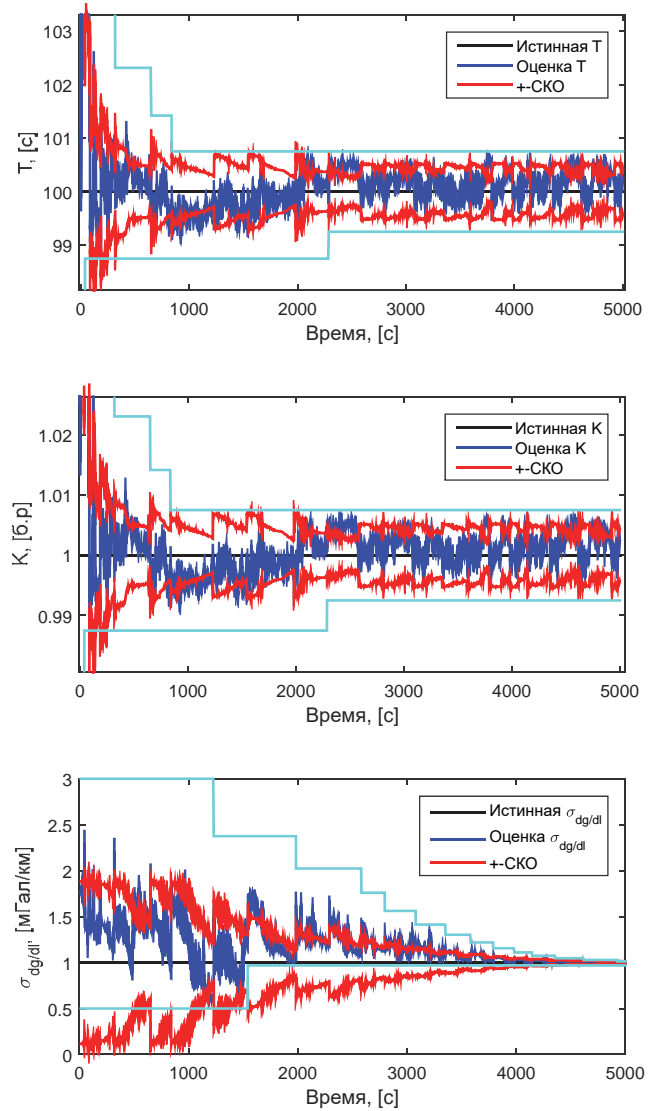 103
102
101
100
99
T, [с]
Истинная T
Оценка T
+-СКО
0 1000 2000 3000 4000 5000
Время, [с]
1.02
1.01
1
0.99
K, [б.р]
Истинная K
Оценка K
+-СКО
0 1000 2000 3000 4000 5000
Время, [с]
3
2.5
2
1.5
1
0.5
0
σdg/dl, [мГал/км]
Истинная σdg/dl
Оценка σdg/dl
+-СКО
0 1000 2000 3000 4000 5000
Время, [с]